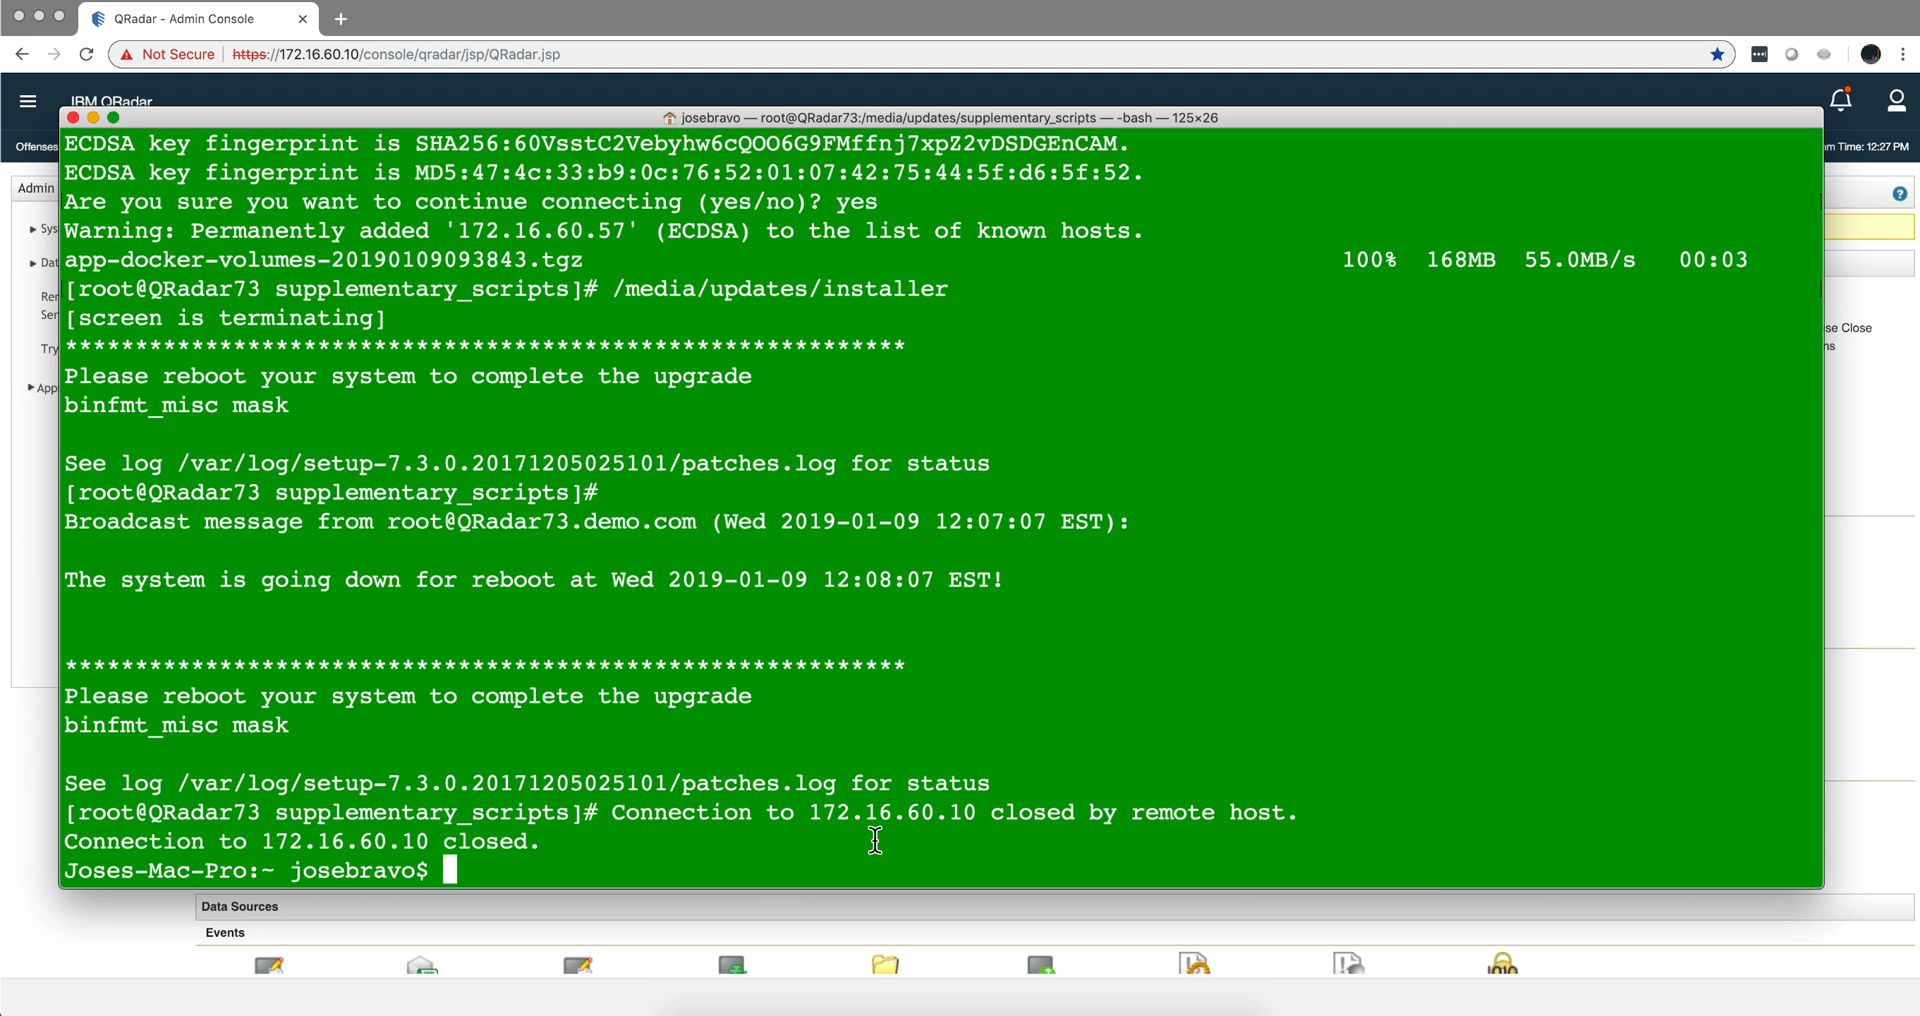 QRadar - Admin Console
Not Secure
https://172.16.60.10/console/qradar/jsp/QRadar.jsp
IBM QRadar
josebravo — root@QRadar73:/media/updates/supplementary_scripts — -bash — 125×26
Offenses
Time: 12:27 PM
Admin
ECDSA key fingerprint is SHA256:60VsstC2Vebyhw6cQOO6G9FMffnj7xpZ2vDSDGEnCAM.
ECDSA key fingerprint is MD5:47:4c:33:b9:0c:76:52:01:07:42:75:44:5f:d6:5f:52.
Are you sure you want to continue connecting (yes/no)? yes
Warning: Permanently added '172.16.60.57' (ECDSA) to the list of known hosts.
app-docker-volumes-20190109093843.tgz 100% 168MB 55.0MB/s 00:03
[root@QRadar73 supplementary_scripts]# /media/updates/installer
[screen is terminating]
************************************************************
Please reboot your system to complete the upgrade
binfmt_misc mask
See log /var/log/setup-7.3.0.20171205025101/patches.log for status
[root@QRadar73 supplementary_scripts]#
Broadcast message from root@QRadar73.demo.com (Wed 2019-01-09 12:07:07 EST):
The system is going down for reboot at Wed 2019-01-09 12:08:07 EST!
************************************************************
Please reboot your system to complete the upgrade
binfmt_misc mask
See log /var/log/setup-7.3.0.20171205025101/patches.log for status
[root@QRadar73 supplementary_scripts]# Connection to 172.16.60.10 closed by remote host.
Connection to 172.16.60.10 closed.
Joses-Mac-Pro:~ josebravo$
Sys
Dat
Ren
Ser
Try
App
se Close
ns
Data Sources
Events